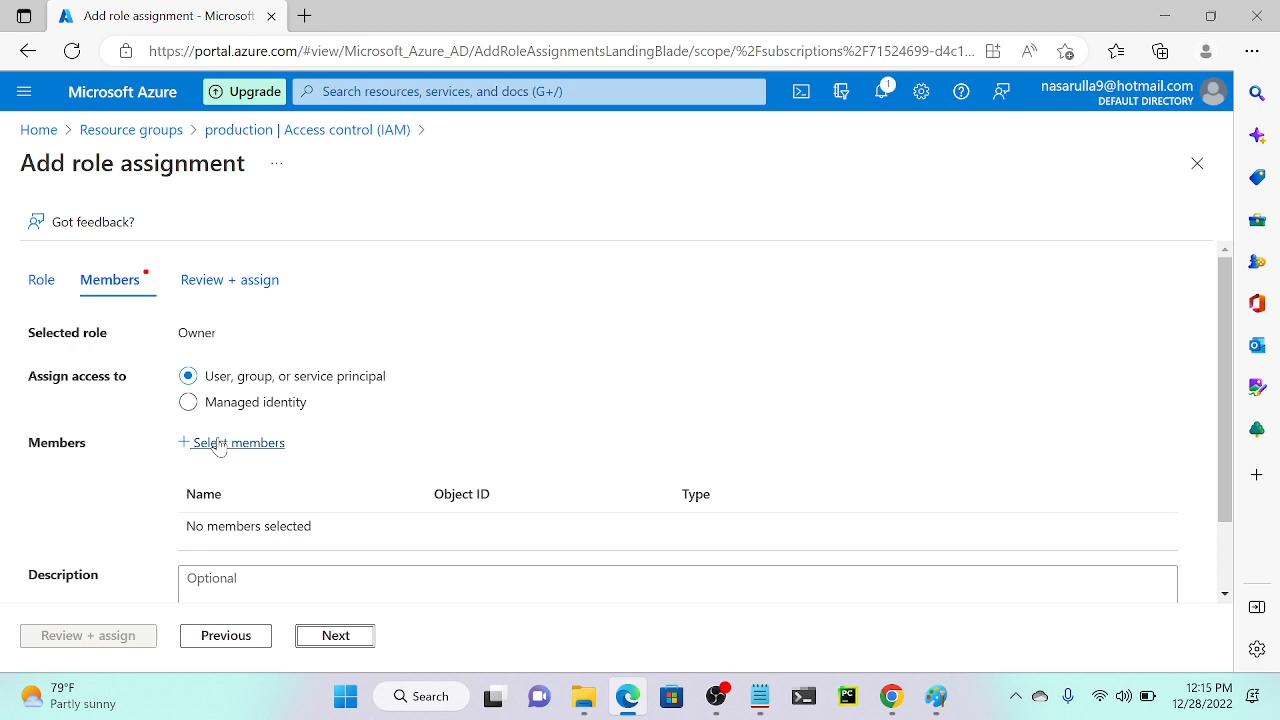 Add role assignment - Microsoft
https://portal.azure.com/#view/Microsoft_Azure_AD/AddRoleAssignmentsLandingBlade/scope/%2Fsubscriptions%2F71524699-d4c1...
Microsoft Azure
Upgrade
Search resources, services, and docs (G+/)
1
nasarulla9@hotmail.com
DEFAULT DIRECTORY
Home > Resource groups > production | Access control (IAM) >
Add role assignment ...
Got feedback?
Role Members Review + assign
Selected role Owner
Assign access to User, group, or service principal
Managed identity
Members + Select members
Name Object ID Type
No members selected
Description Optional
Review + assign Previous Next
79°F
Partly sunny
Search
12:15 PM
12/28/2022